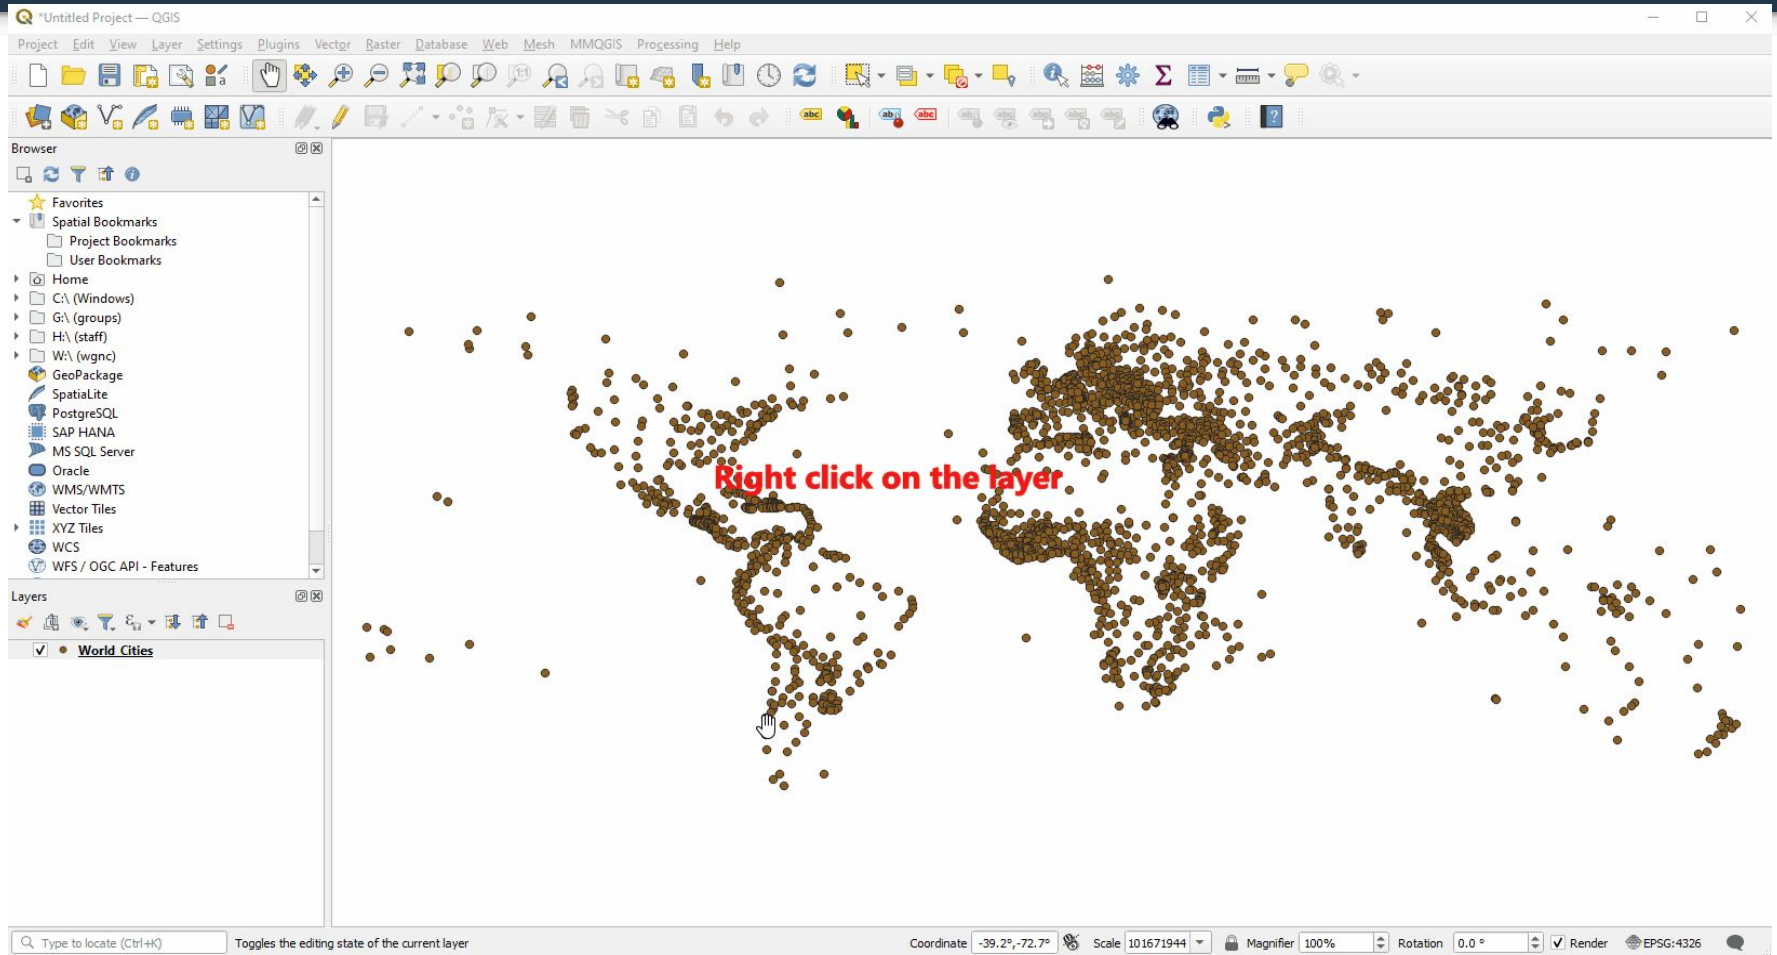 *Untitled Project — QGIS
Project Edit View Layer Settings Plugins Vector Raster Database Web Mesh MMQGIS Processing Help
abc ab abc
Browser
Favorites
Spatial Bookmarks
Project Bookmarks
User Bookmarks
Home
C:\ (Windows)
G:\ (groups)
H:\ (staff)
W:\ (wgnc)
GeoPackage
SpatiaLite
PostgreSQL
SAP HANA
MS SQL Server
Oracle
WMS/WMTS
Vector Tiles
XYZ Tiles
WCS
WFS / OGC API - Features
Layers
World Cities
Right click on the layer
Type to locate (Ctrl+K) Toggles the editing state of the current layer Coordinate -39.2°,-72.7° Scale 101671944 Magnifier 100% Rotation 0.0 ° Render EPSG:4326